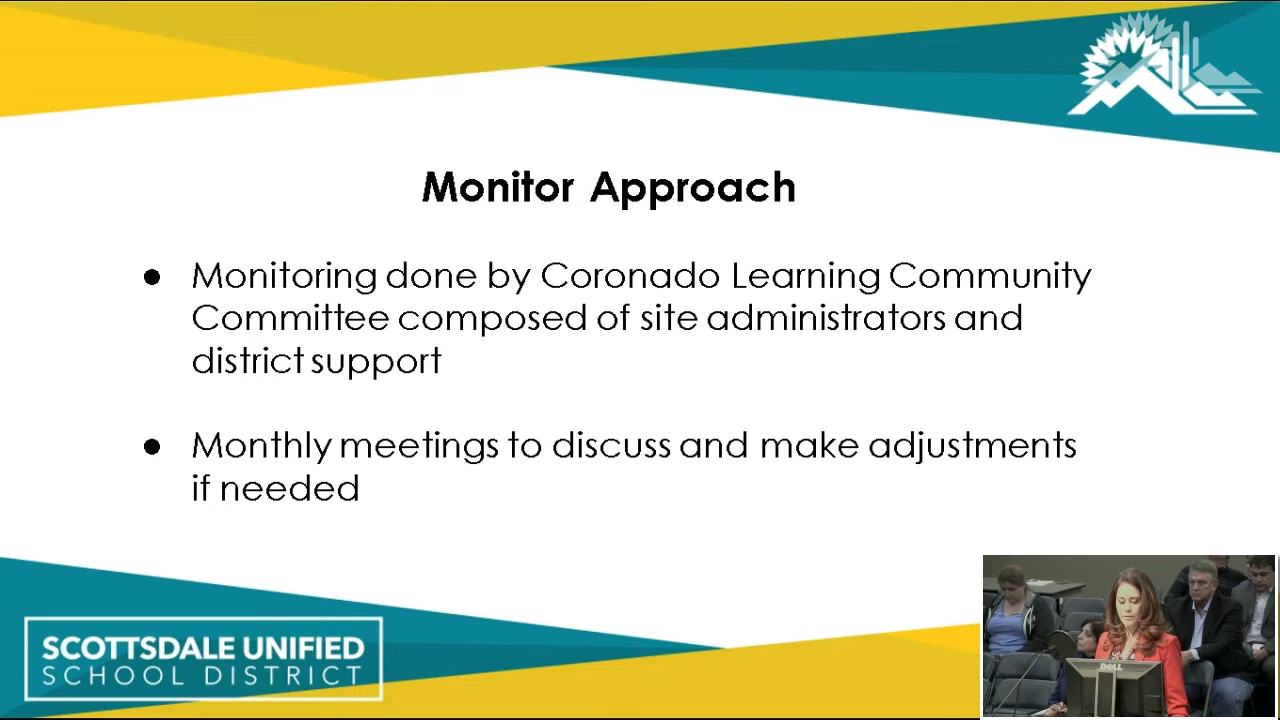 Monitor Approach
● Monitoring done by Coronado Learning Community
Committee composed of site administrators and
district support
● Monthly meetings to discuss and make adjustments
if needed
SCOTTSDALE UNIFIED
SCHOOL DISTRICT
DELL